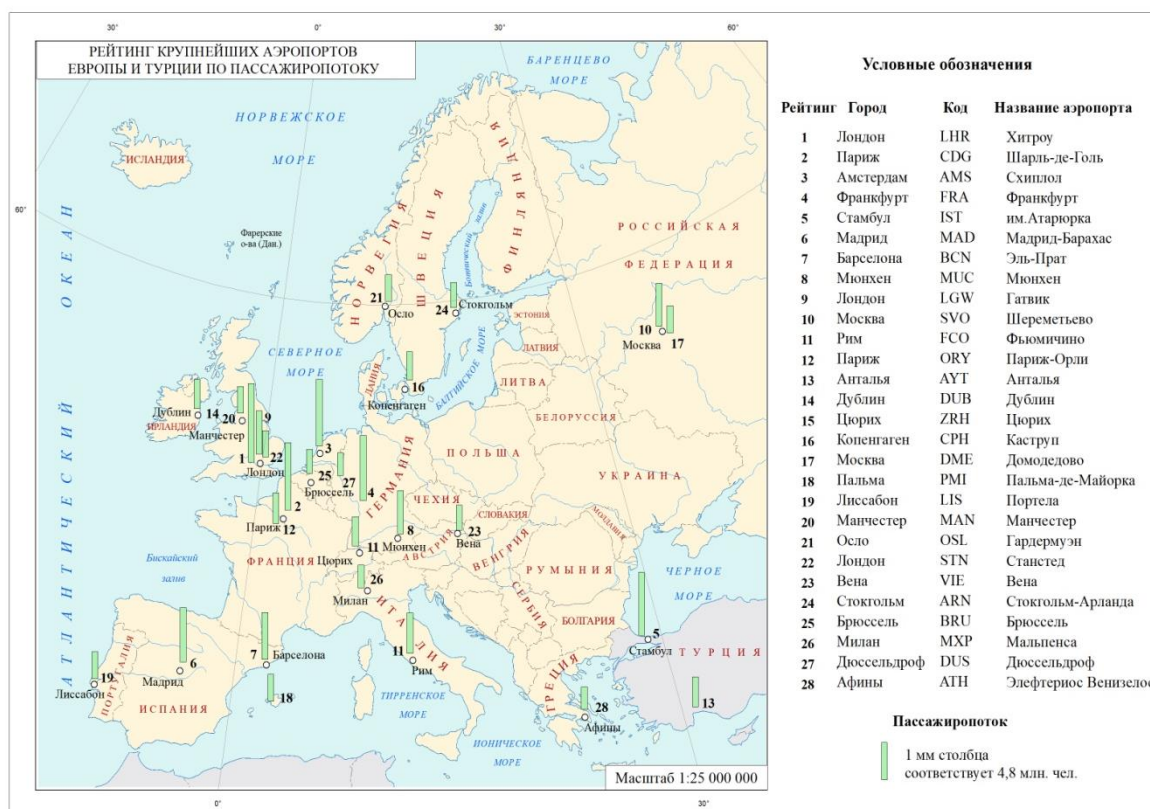 30°
0°
30°
60°
РЕЙТИНГ КРУПНЕЙШИХ АЭРОПОРТОВ
ЕВРОПЫ И ТУРЦИИ ПО ПАССАЖИРОПОТОКУ
БАРЕНЦЕВО
МОРЕ
НОРВЕЖСКОЕ
МОРЕ
ИСЛАНДИЯ
60°
Фарерские
о-ва (Дан.)
АТЛАНТИЧЕСКИЙ ОКЕАН
НОРВЕГИЯ
ШВЕЦИЯ
ФИНЛЯНДИЯ
Ботнический залив
РОССИЙСКАЯ
ФЕДЕРАЦИЯ
21
Осло
24
Стокгольм
ЭСТОНИЯ
ЛАТВИЯ
ЛИТВА
10
Москва
17
СЕВЕРНОЕ
МОРЕ
ДАНИЯ
16
Копенгаген
БАЛТИЙСКОЕ МОРЕ
БЕЛОРУССИЯ
Дублин
14
ИРЛАНДИЯ
20
Манчестер
9
1
22
Лондон
3
25
Брюссель
27
4
ГЕРМАНИЯ
ПОЛЬША
УКРАИНА
ЧЕХИЯ
СЛОВАКИЯ
МОЛДАВИЯ
2
Париж
12
Бискайский
залив
ФРАНЦИЯ
Цюрих
11
8
Мюнхен
АВСТРИЯ
23
Вена
ВЕНГРИЯ
РУМЫНИЯ
26
Милан
ИТАЛИЯ
СЕРБИЯ
БОЛГАРИЯ
ЧЕРНОЕ
МОРЕ
5
Стамбул
ТУРЦИЯ
19
Лиссабон
ПОРТУГАЛИЯ
6
Мадрид
ИСПАНИЯ
7
Барселона
18
11
Рим
ТИРРЕНСКОЕ
МОРЕ
ИОНИЧЕСКОЕ
МОРЕ
ГРЕЦИЯ
28
Афины
13
Масштаб 1:25 000 000
0°
30°
Условные обозначения
Рейтинг Город Код Название аэропорта
1 Лондон LHR Хитроу
2 Париж CDG Шарль-де-Голь
3 Амстердам AMS Схиплол
4 Франкфурт FRA Франкфурт
5 Стамбул IST им.Атарюрка
6 Мадрид MAD Мадрид-Барахас
7 Барселона BCN Эль-Прат
8 Мюнхен MUC Мюнхен
9 Лондон LGW Гатвик
10 Москва SVO Шереметьево
11 Рим FCO Фьюмичино
12 Париж ORY Париж-Орли
13 Анталья AYT Анталья
14 Дублин DUB Дублин
15 Цюрих ZRH Цюрих
16 Копенгаген CPH Каструп
17 Москва DME Домодедово
18 Пальма PMI Пальма-де-Майорка
19 Лиссабон LIS Портела
20 Манчестер MAN Манчестер
21 Осло OSL Гардермуэн
22 Лондон STN Станстед
23 Вена VIE Вена
24 Стокгольм ARN Стокгольм-Арланда
25 Брюссель BRU Брюссель
26 Милан MXP Мальпенса
27 Дюссельдроф DUS Дюссельдроф
28 Афины ATH Элефтериос Венизелос
Пассажиропоток
1 мм столбца
соответствует 4,8 млн. чел.